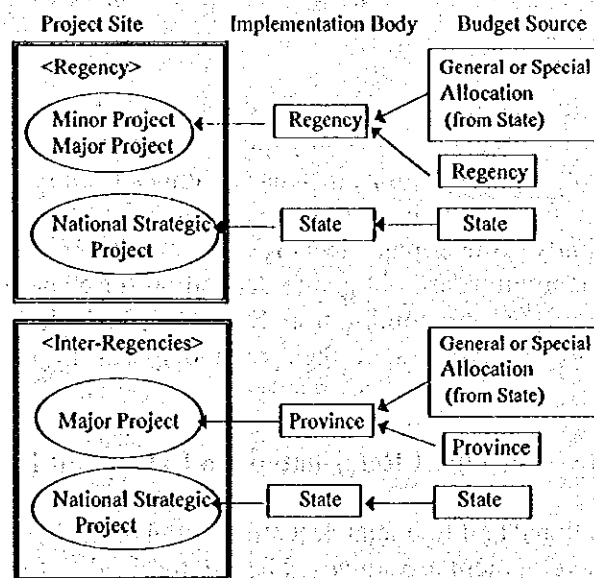 Project Site Implementation Body Budget Source
<Regency>
General or Special
Allocation
(from State)
Minor Project
Major Project
Regency
Regency
National Strategic
Project
State
State
<Inter-Regencies>
General or Special
Allocation
(from State)
Major Project
Province
Province
National Strategic
Project
State
State